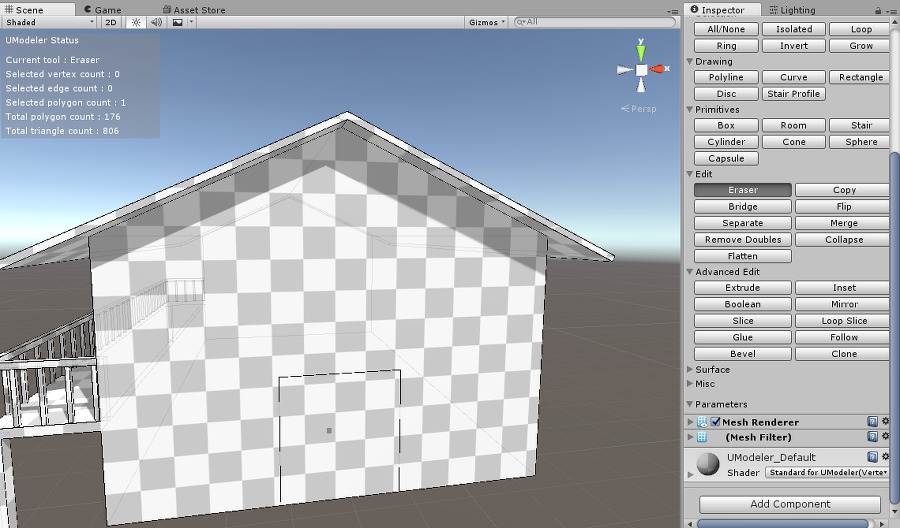 Scene Game Asset Store
Shaded 2D Gizmos All
UModeler Status
Current tool : Eraser
Selected vertex count : 0
Selected edge count : 0
Selected polygon count : 1
Total polygon count : 176
Total triangle count : 806
y
x
Persp
Inspector Lighting
All/None Isolated Loop
Ring Invert Grow
Drawing
Polyline Curve Rectangle
Disc Stair Profile
Primitives
Box Room Stair
Cylinder Cone Sphere
Capsule
Edit
Eraser Copy
Bridge Flip
Separate Merge
Remove Doubles Collapse
Flatten
Advanced Edit
Extrude Inset
Boolean Mirror
Slice Loop Slice
Glue Follow
Bevel Clone
Surface
Misc
Parameters
Mesh Renderer
(Mesh Filter)
UModeler_Default
Shader Standard for UModeler(Verte
Add Component